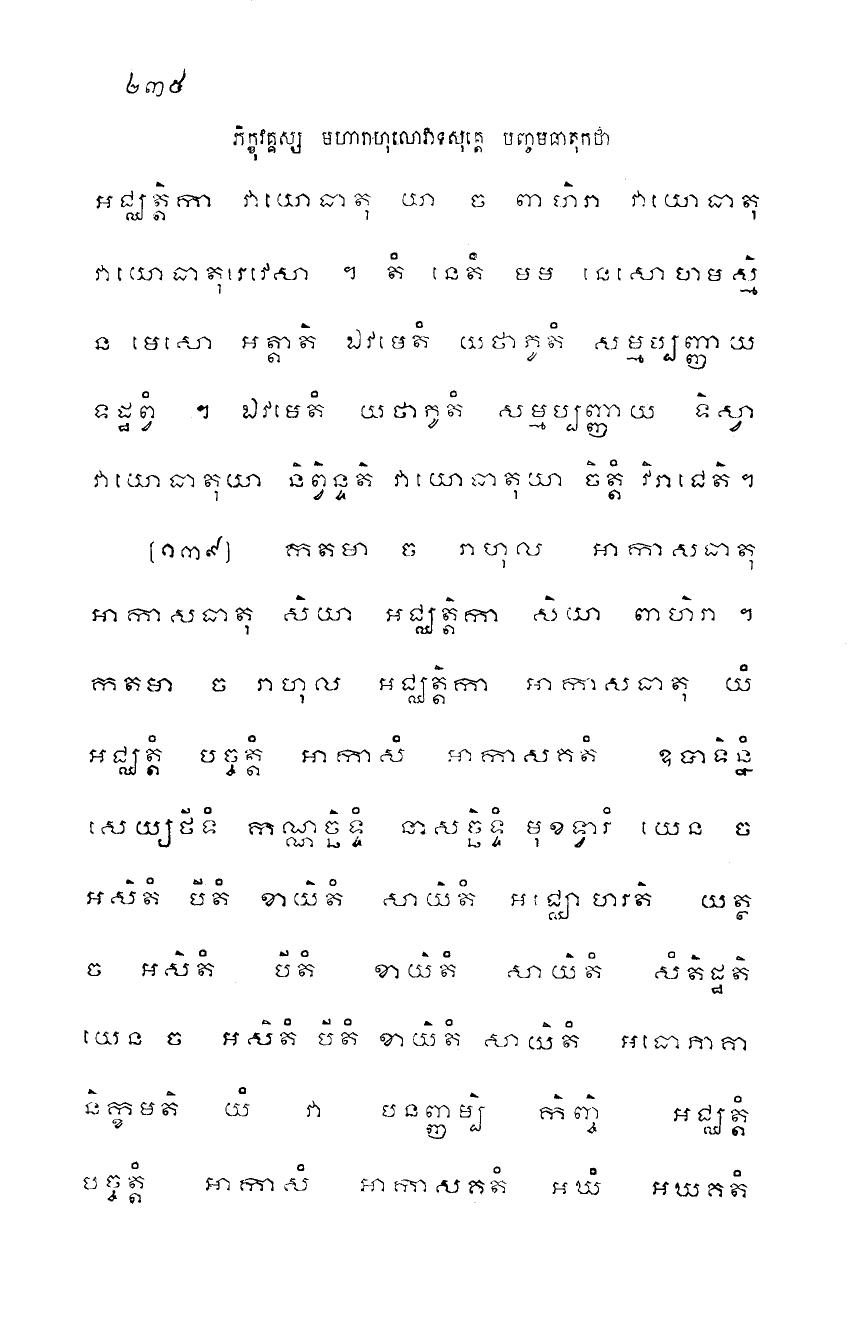 ២៣៥
ភិក្ខុវគ្គស្ស មហារាហុលោវាទសុត្តេ បញ្ចមធាតុកថា
អជ្ឈត្តិកា វាយោធាតុ យា ច ពាហិរា វាយោធាតុ
វាយោធាតុរេវេសា ។ តំ នេតំ មម នេសោហមស្មិ
ន មេសោ អត្តាតិ ឯវមេតំ យថាភូតំ សម្មប្បញ្ញាយ
ទដ្ឋព្វំ ។ ឯវមេតំ យថាភូតំ សម្មប្បញ្ញាយ ទិស្វា
វាយោធាតុយា និព្វិន្ទតិ វាយោធាតុយា ចិត្តំ វិរាជេតិ។
[១៣៩] កតមា ច រាហុល អាកាសធាតុ
អាកាសធាតុ សិយា អជ្ឈត្តិកា សិយា ពាហិរា ។
កតមា ច រាហុល អជ្ឈត្តិកា អាកាសធាតុ យំ
អជ្ឈត្តំ បច្ចត្តំ អាកាសំ អាកាសគតំ ឧបាទិន្នំ
សេយ្យថីទំ កណ្ណច្ឆិទ្ទំ នាសច្ឆិទ្ទំ មុខទ្វារំ យេន ច
អសិតំ បីតំ ខាយិតំ សាយិតំ អជ្ឈោហរតិ យត្ថ
ច អសិតំ បីតំ ខាយិតំ សាយិតំ សំតិដ្ឋតិ
យេន ច អសិតំ បីតំ ខាយិតំ សាយិតំ អធោភាគា
និក្ខមតិ យំ វា បនញ្ញម្បិ កិញ្ចិ អជ្ឈត្តំ
បច្ចត្តំ អាកាសំ អាកាសគតំ អឃំ អឃគតំ